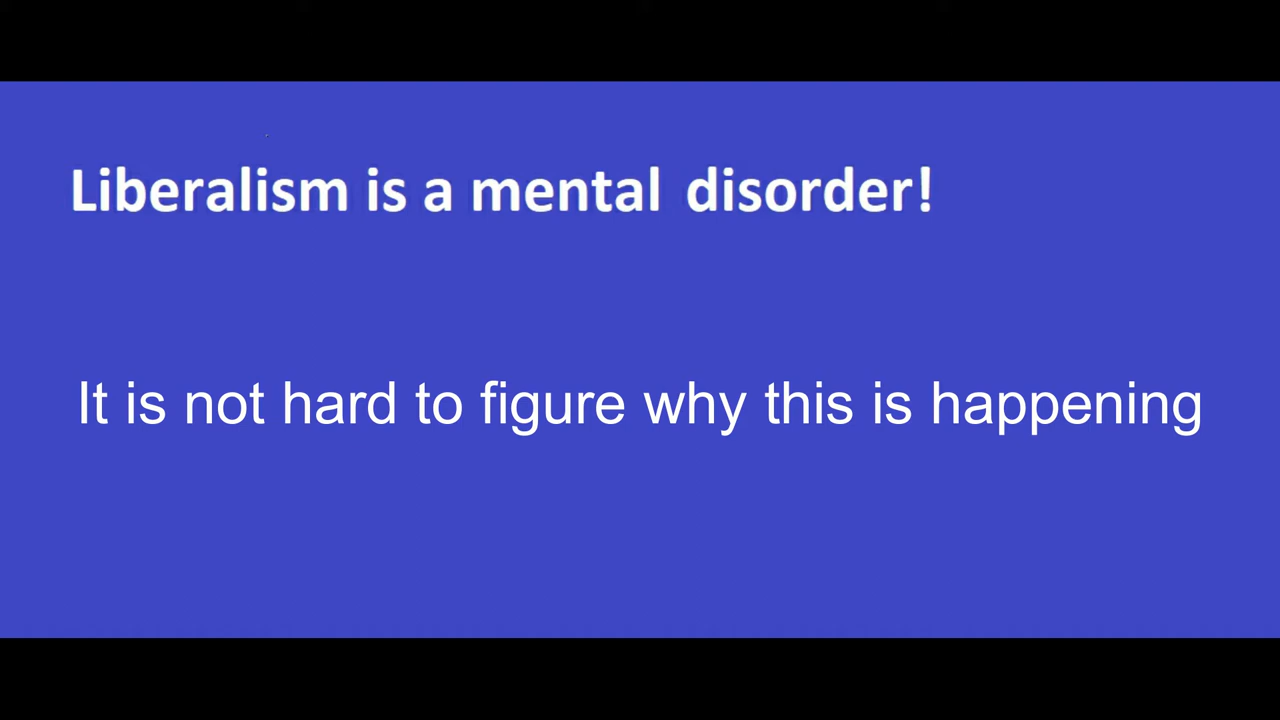 Liberalism is a mental disorder!
It is not hard to figure why this is happening